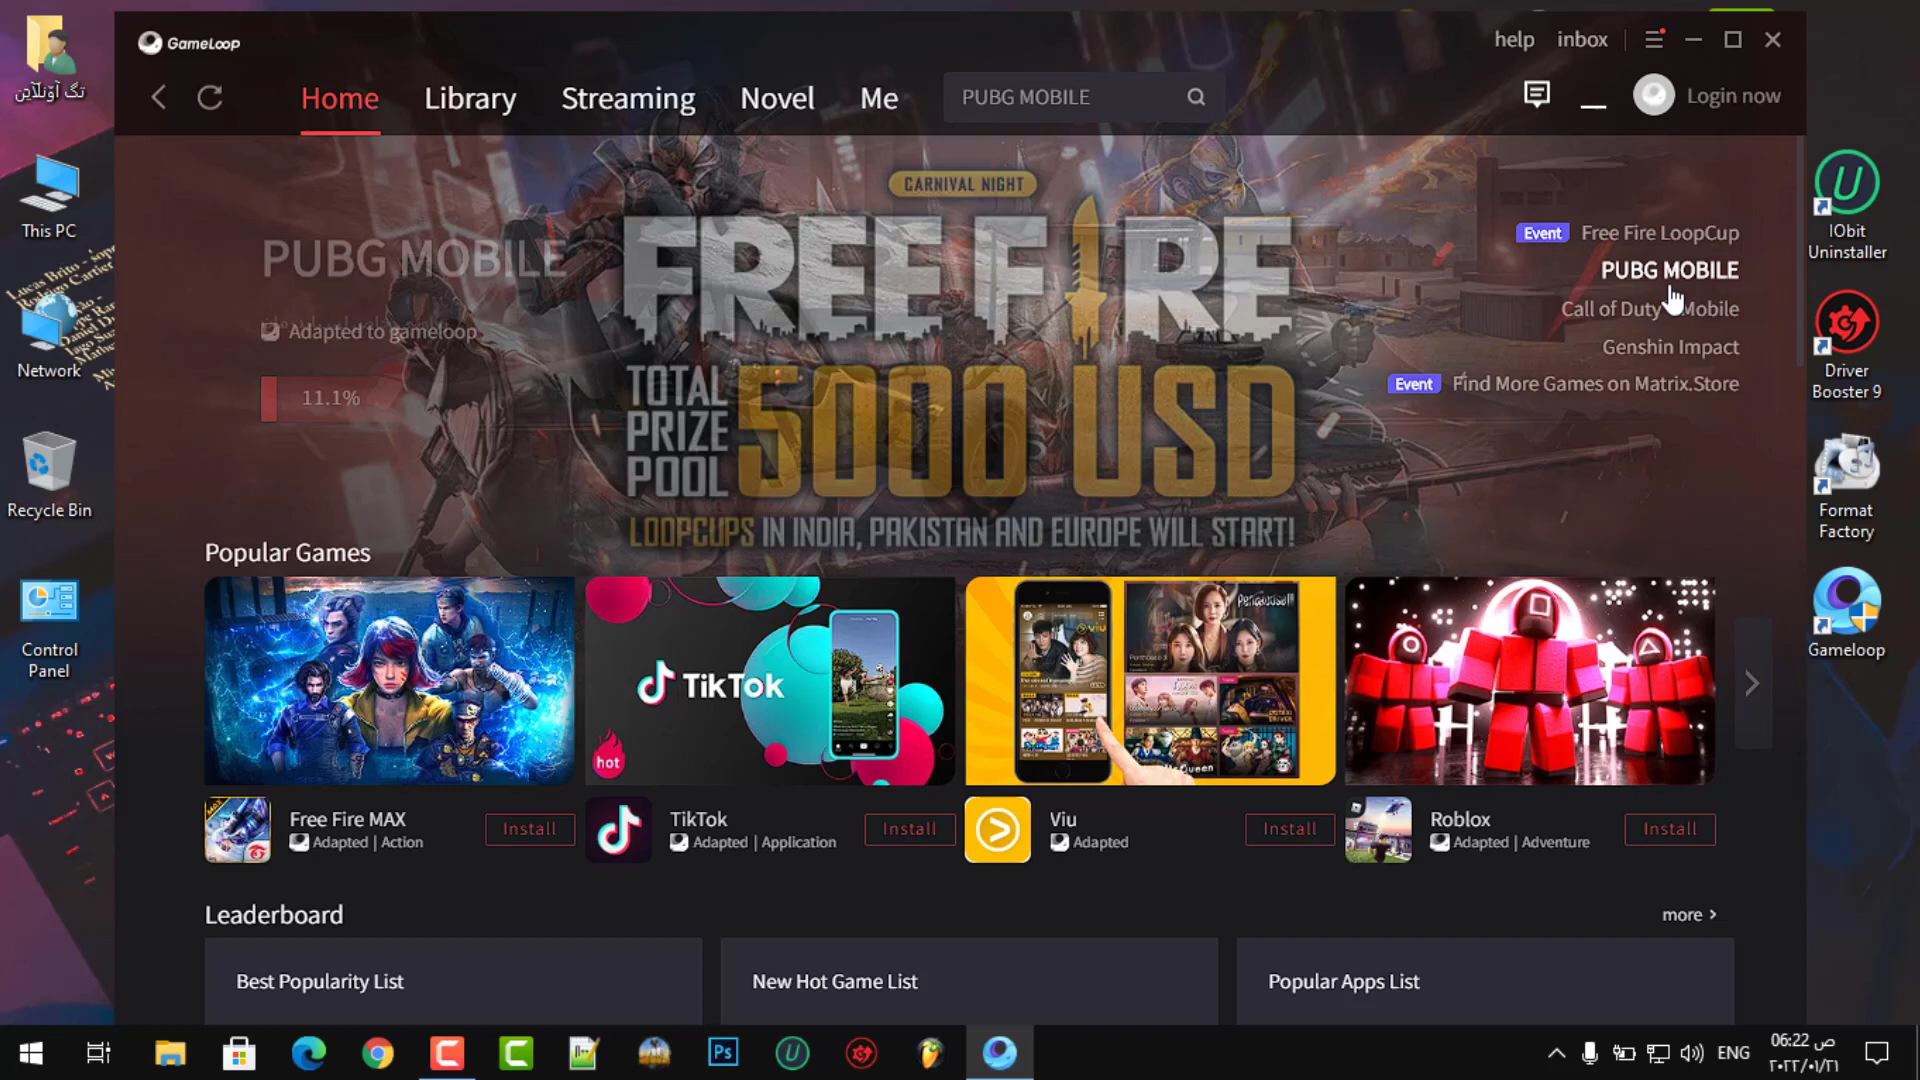 GameLoop
help
inbox
Home
Library
Streaming
Novel
Me
PUBG MOBILE
Login now
CARNIVAL NIGHT
FREE FIRE
TOTAL PRIZE POOL
5000 USD
LOOPCUPS IN INDIA, PAKISTAN AND EUROPE WILL START!
PUBG MOBILE
Adapted to gameloop
11.1%
Event Free Fire LoopCup
PUBG MOBILE
Call of Duty Mobile
Genshin Impact
Event Find More Games on Matrix.Store
Popular Games
TikTok
hot
viu
Free Fire MAX
Adapted | Action
Install
TikTok
Adapted | Application
Install
Viu
Adapted
Install
Roblox
Adapted | Adventure
Install
Leaderboard
more >
Best Popularity List
New Hot Game List
Popular Apps List
This PC
Network
Recycle Bin
Control
Panel
IObit
Uninstaller
Driver
Booster 9
Format
Factory
Gameloop
Ps
ENG
06:22 ص
٢٠٢٢/٠١/٢١